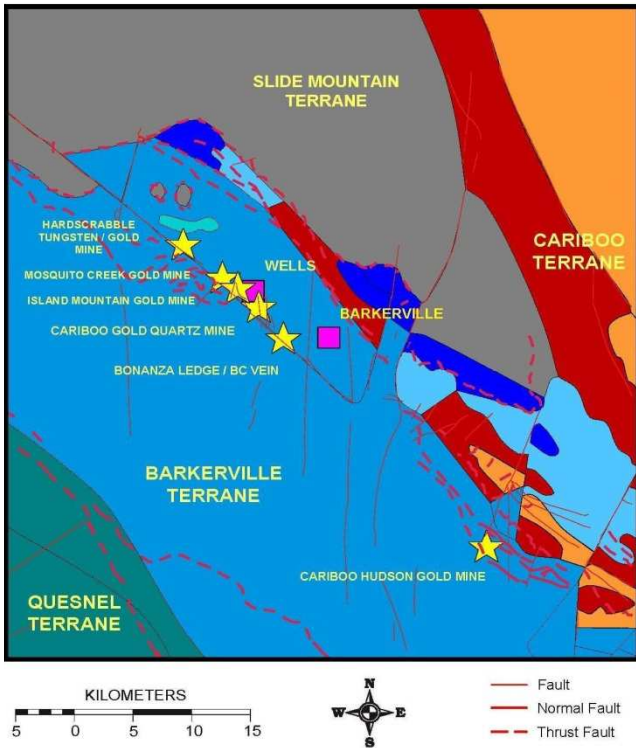 SLIDE MOUNTAIN
TERRANE
HARDSCRABBLE
TUNGSTEN / GOLD
MINE
CARIBOO
TERRANE
WELLS
MOSQUITO CREEK GOLD MINE
ISLAND MOUNTAIN GOLD MINE
BARKERVILLE
CARIBOO GOLD QUARTZ MINE
BONANZA LEDGE / BC VEIN
BARKERVILLE
TERRANE
CARIBOO HUDSON GOLD MINE
QUESNEL
TERRANE
KILOMETERS
5 0 5 10 15
N
W E
S
Fault
Normal Fault
Thrust Fault